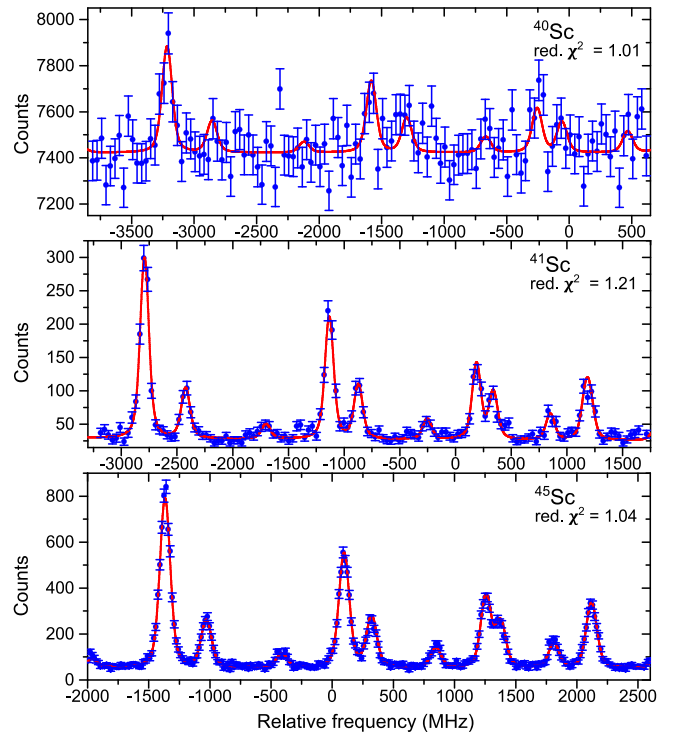 8000
7800
7600
7400
7200
Counts
⁴⁰Sc
red. χ² = 1.01
-3500 -3000 -2500 -2000 -1500 -1000 -500 0 500
300
250
200
150
100
50
Counts
⁴¹Sc
red. χ² = 1.21
-3000 -2500 -2000 -1500 -1000 -500 0 500 1000 1500
800
600
400
200
0
Counts
⁴⁵Sc
red. χ² = 1.04
-2000 -1500 -1000 -500 0 500 1000 1500 2000 2500
Relative frequency (MHz)